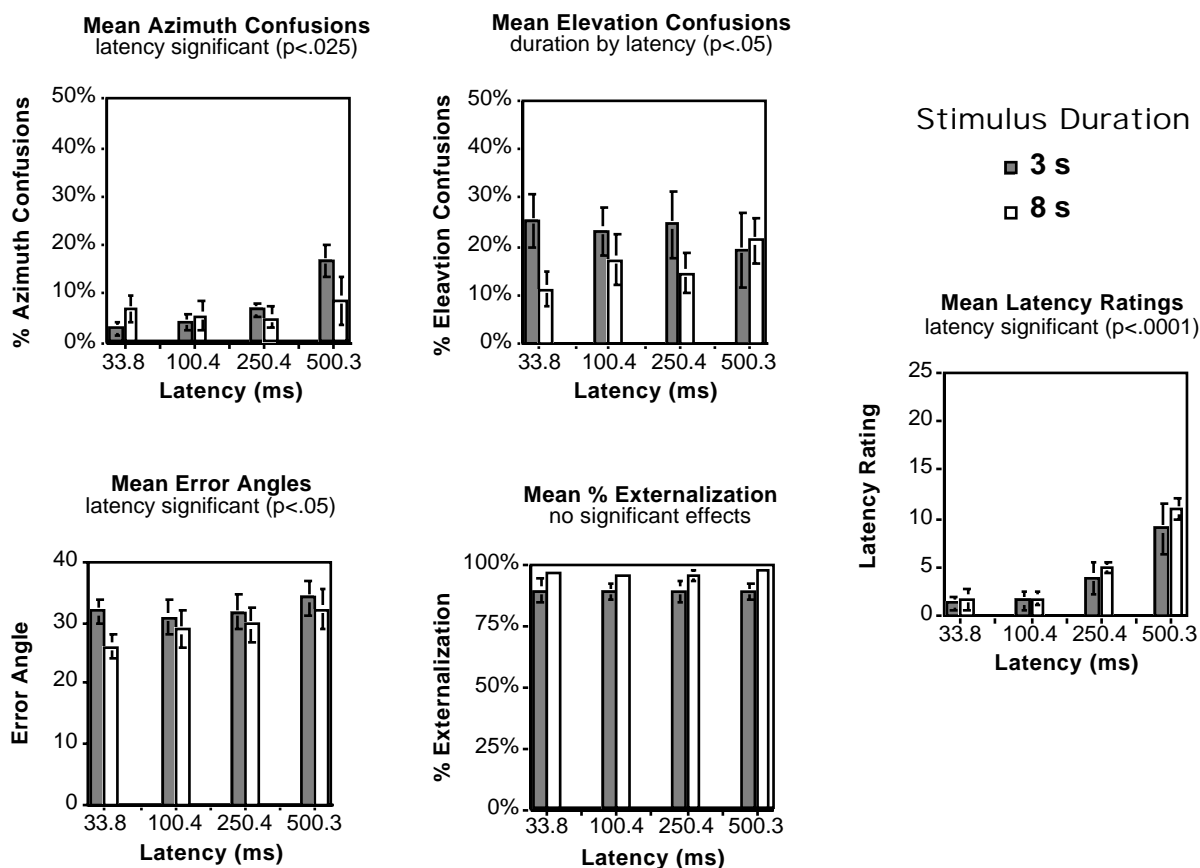 Mean Azimuth Confusions
latency significant (p<.025)
% Azimuth Confusions
50%
40%
30%
20%
10%
0%
33.8 100.4 250.4 500.3
Latency (ms)
Mean Elevation Confusions
duration by latency (p<.05)
% Eleavtion Confusions
50%
40%
30%
20%
10%
0%
33.8 100.4 250.4 500.3
Latency (ms)
Stimulus Duration
3 s
8 s
Mean Latency Ratings
latency significant (p<.0001)
Latency Rating
25
20
15
10
5
0
33.8 100.4 250.4 500.3
Latency (ms)
Mean Error Angles
latency significant (p<.05)
Error Angle
40
30
20
10
0
33.8 100.4 250.4 500.3
Latency (ms)
Mean % Externalization
no significant effects
% Externalization
100%
75%
50%
25%
0%
33.8 100.4 250.4 500.3
Latency (ms)